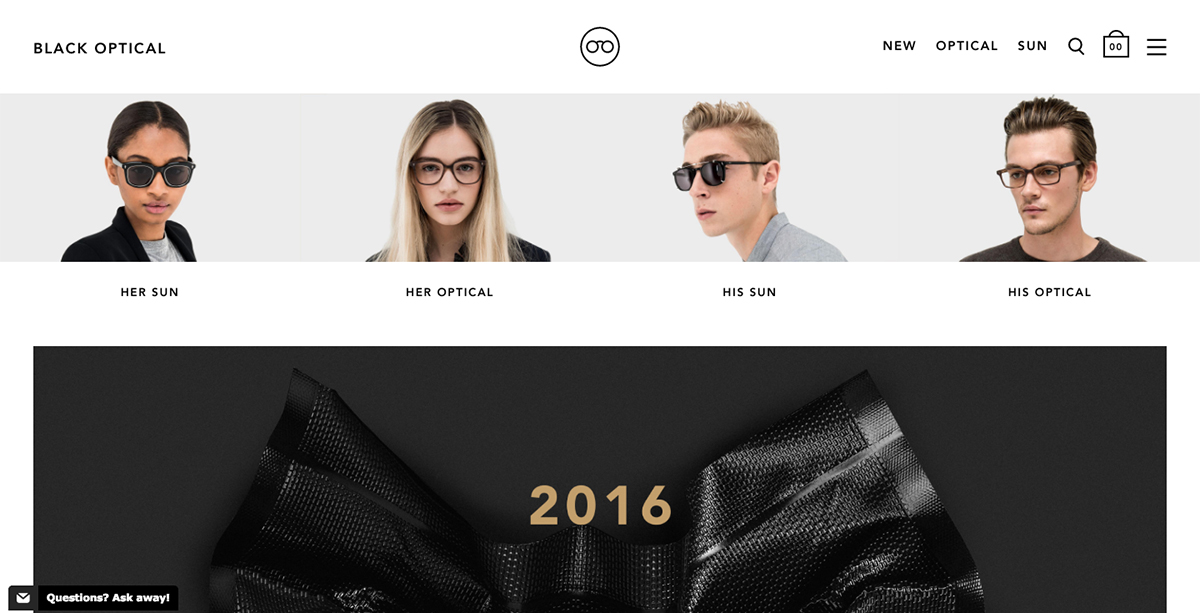 BLACK OPTICAL
NEW OPTICAL SUN 00
HER SUN
HER OPTICAL
HIS SUN
HIS OPTICAL
2016
Questions? Ask away!